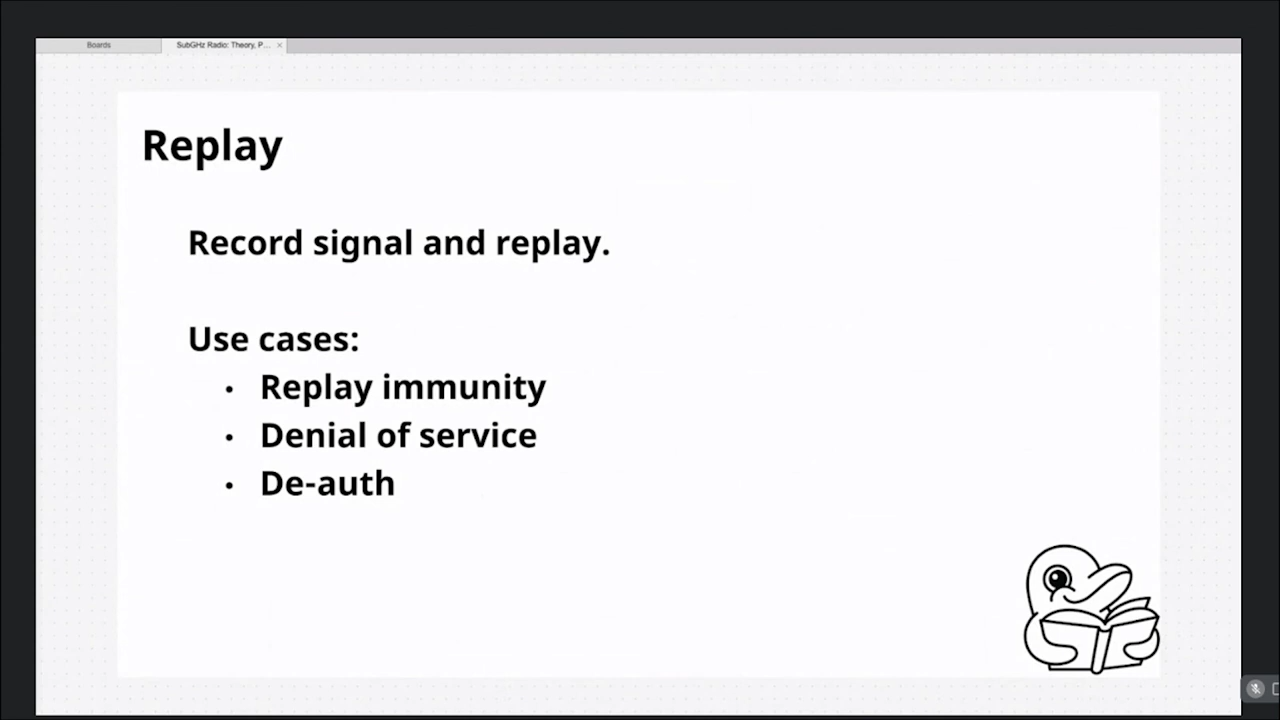 Boards
SubGHz Radio: Theory, P...
Replay
Record signal and replay.
Use cases:
• Replay immunity
• Denial of service
• De-auth